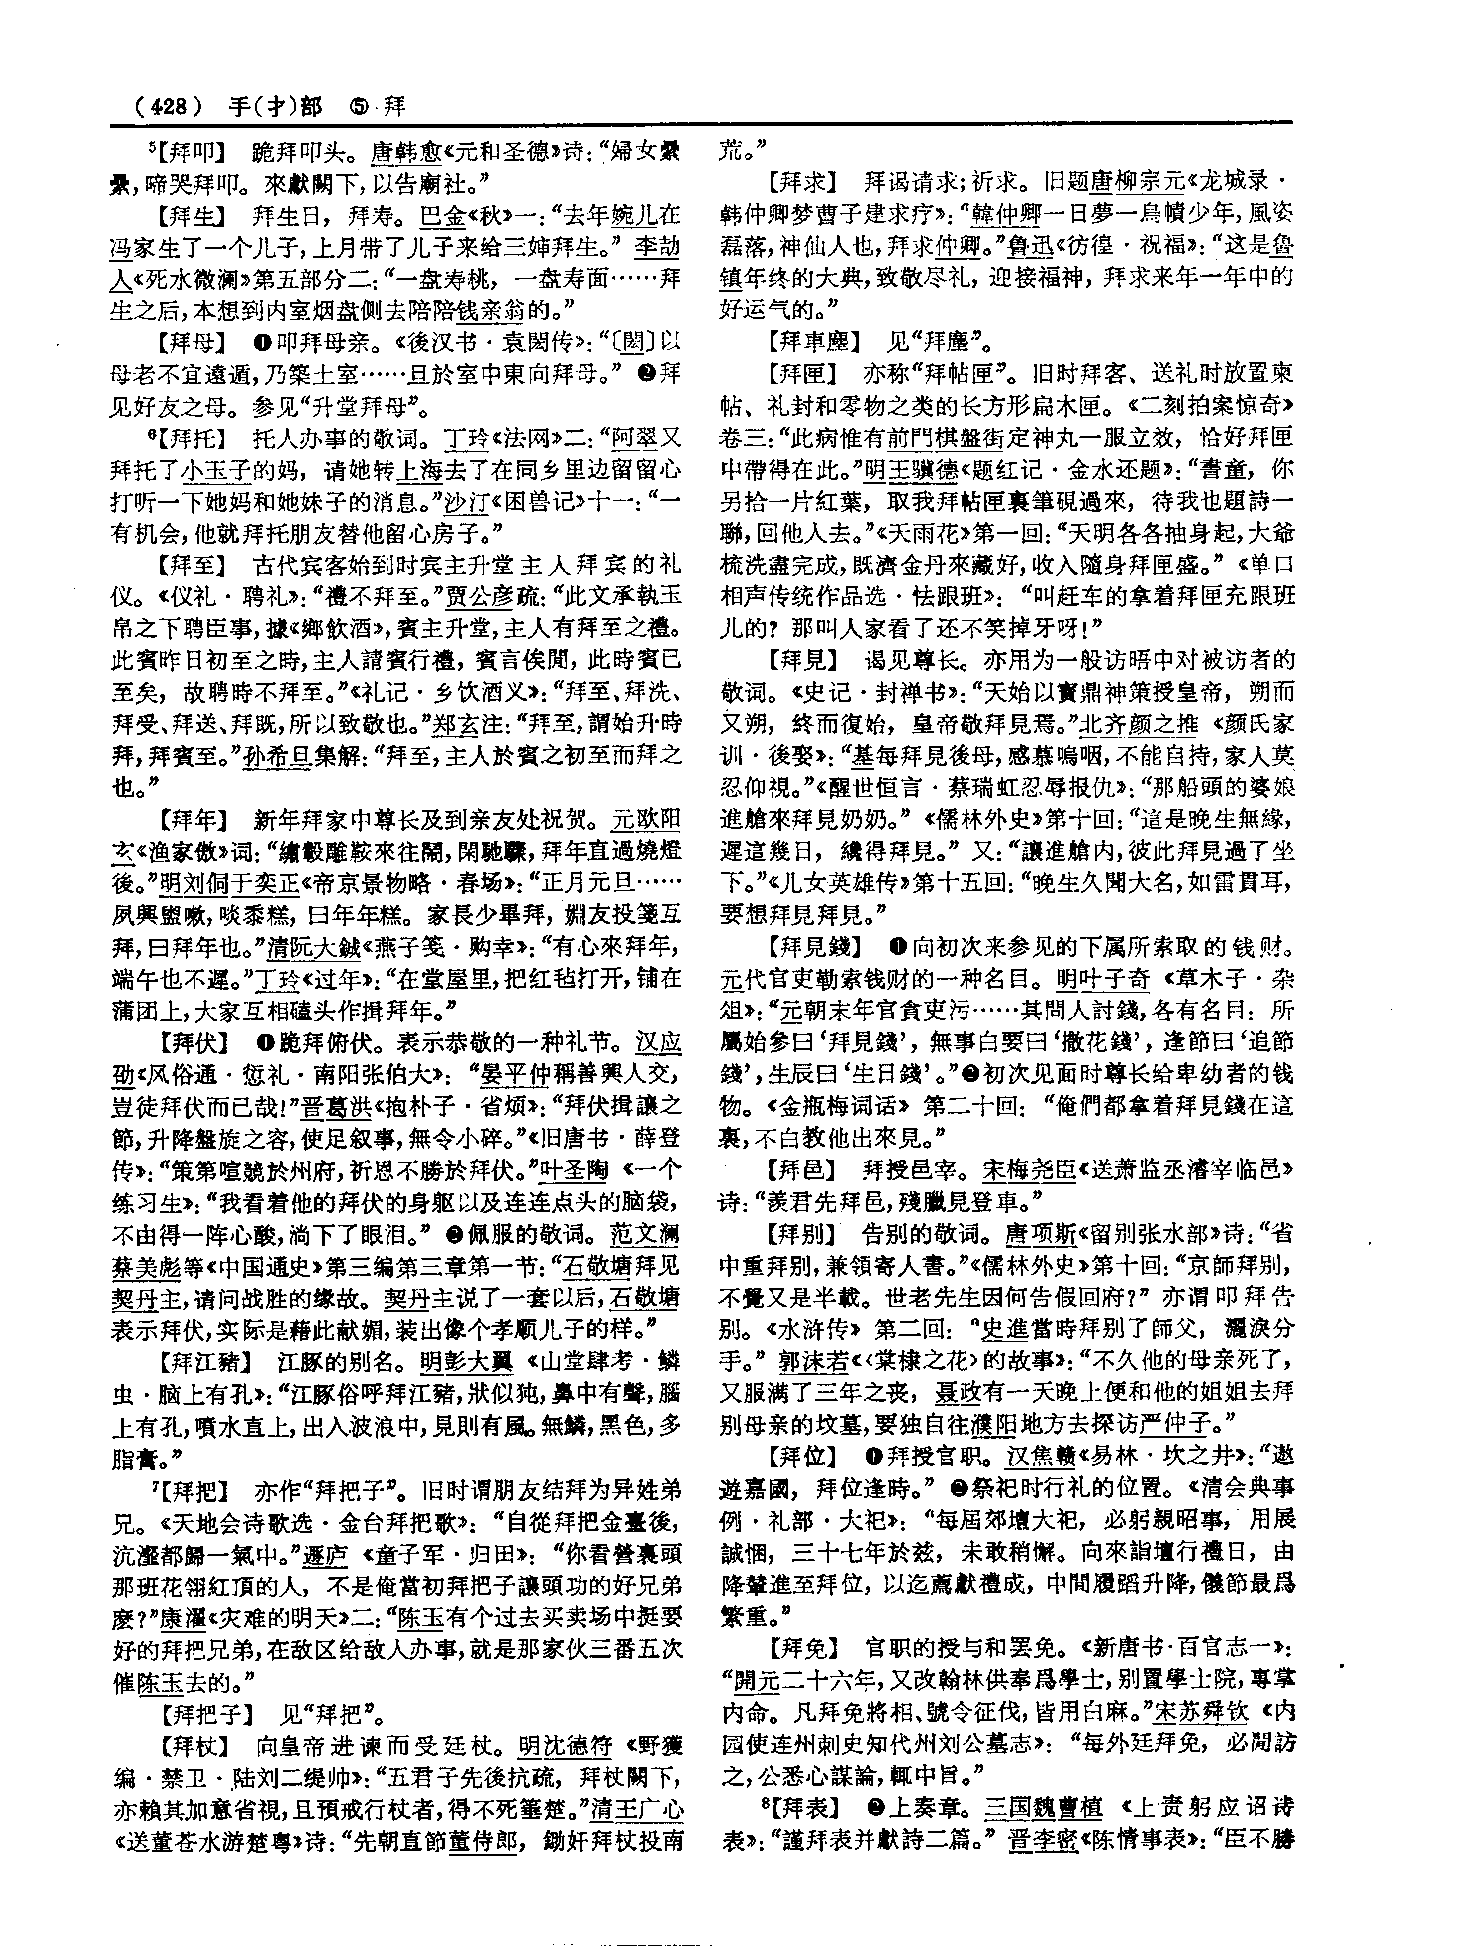 (428) 手(扌)部 ⑤ 拜
⁵【拜叩】 跪拜叩头。唐韩愈《元和圣德》诗：“婦女纍
纍，啼哭拜叩。來獻闕下，以告廟社。”
【拜生】 拜生日，拜寿。巴金《秋》一：“去年婉儿在
冯家生了一个儿子，上月带了儿子来给三婶拜生。” 李劼
人《死水微澜》第五部分二：“一盘寿桃，一盘寿面……拜
生之后，本想到内室烟盘侧去陪陪钱亲翁的。”
【拜母】 ❶叩拜母亲。《後汉书·袁闳传》：“〔閎〕以
母老不宜遠遁，乃築土室……且於室中東向拜母。” ❷拜
见好友之母。参见“升堂拜母”。
⁶【拜托】 托人办事的敬词。丁玲《法网》二：“阿翠又
拜托了小玉子的妈，请她转上海去了在同乡里边留留心
打听一下她妈和她妹子的消息。”沙汀《困兽记》十一：“一
有机会，他就拜托朋友替他留心房子。”
【拜至】 古代宾客始到时宾主升堂主人拜宾的礼
仪。《仪礼·聘礼》：“禮不拜至。”贾公彦疏：“此文承執玉
帛之下聘臣事，據《鄉飲酒》，賓主升堂，主人有拜至之禮。
此賓昨日初至之時，主人請賓行禮，賓言俟閒，此時賓已
至矣，故聘時不拜至。”《礼记·乡饮酒义》：“拜至、拜洗、
拜受、拜送、拜既，所以致敬也。”郑玄注：“拜至，謂始升時
拜，拜賓至。”孙希旦集解：“拜至，主人於賓之初至而拜之
也。”
【拜年】 新年拜家中尊长及到亲友处祝贺。元欧阳
玄《渔家傲》词：“繡轂雕鞍來往鬧，閑馳驟，拜年直過燒燈
後。”明刘侗于奕正《帝京景物略·春场》：“正月元旦……
夙興盥嗽，啖黍糕，曰年年糕。家長少畢拜，姻友投箋互
拜，曰拜年也。”清阮大鋮《燕子笺·购幸》：“有心來拜年，
端午也不遲。”丁玲《过年》：“在堂屋里，把红毡打开，铺在
蒲团上，大家互相磕头作揖拜年。”
【拜伏】 ❶跪拜俯伏。表示恭敬的一种礼节。汉应
劭《风俗通·愆礼·南阳张伯大》：“晏平仲稱善與人交，
豈徒拜伏而已哉！”晋葛洪《抱朴子·省烦》：“拜伏揖讓之
節，升降盤旋之容，使足叙事，無令小碎。”《旧唐书·薛登
传》：“策第喧競於州府，祈恩不勝於拜伏。”叶圣陶《一个
练习生》：“我看着他的拜伏的身躯以及连连点头的脑袋，
不由得一阵心酸，淌下了眼泪。” ❷佩服的敬词。范文澜
蔡美彪等《中国通史》第三编第三章第一节：“石敬塘拜见
契丹主，请问战胜的缘故。契丹主说了一套以后，石敬塘
表示拜伏，实际是藉此献媚，装出像个孝顺儿子的样。”
【拜江豬】 江豚的别名。明彭大翼《山堂肆考·鳞
虫·脑上有孔》：“江豚俗呼拜江豬，狀似㹠，鼻中有聲，腦
上有孔，噴水直上，出入波浪中，見則有風。無鱗，黑色，多
脂膏。”
⁷【拜把】 亦作“拜把子”。旧时谓朋友结拜为异姓弟
兄。《天地会诗歌选·金台拜把歌》：“自從拜把金臺後，
沆瀣都歸一氣中。”遯庐《童子军·归田》：“你看營裏頭
那班花翎紅頂的人，不是俺當初拜把子讓頭功的好兄弟
麽？”康濯《灾难的明天》二：“陈玉有个过去买卖场中挺要
好的拜把兄弟，在敌区给敌人办事，就是那家伙三番五次
催陈玉去的。”
【拜把子】 见“拜把”。
【拜杖】 向皇帝进谏而受廷杖。明沈德符《野獲
编·禁卫·陆刘二缇帅》：“五君子先後抗疏，拜杖闕下，
亦賴其加意省視，且預戒行杖者，得不死箠楚。”清王广心
《送董苍水游楚粤》诗：“先朝直節董侍郎，鋤奸拜杖投南
荒。”
【拜求】 拜谒请求；祈求。旧题唐柳宗元《龙城录·
韩仲卿梦曹子建求疗》：“韓仲卿一日夢一烏幘少年，風姿
磊落，神仙人也，拜求仲卿。”鲁迅《彷徨·祝福》：“这是鲁
镇年终的大典，致敬尽礼，迎接福神，拜求来年一年中的
好运气的。”
【拜車塵】 见“拜塵”。
【拜匣】 亦称“拜帖匣”。旧时拜客、送礼时放置柬
帖、礼封和零物之类的长方形扁木匣。《二刻拍案惊奇》
卷三：“此病惟有前門棋盤街定神丸一服立效，恰好拜匣
中帶得在此。”明王骥德《题红记·金水还题》：“書童，你
另拾一片紅葉，取我拜帖匣裏筆硯過來，待我也題詩一
聯，回他人去。”《天雨花》第一回：“天明各各抽身起，大爺
梳洗盡完成，既濟金丹來藏好，收入隨身拜匣盛。”《单口
相声传统作品选·怯跟班》：“叫赶车的拿着拜匣充跟班
儿的？那叫人家看了还不笑掉牙呀！”
【拜見】 谒见尊长。亦用为一般访晤中对被访者的
敬词。《史记·封禅书》：“天始以寶鼎神策授皇帝，朔而
又朔，終而復始，皇帝敬拜見焉。”北齐颜之推《颜氏家
训·後娶》：“基每拜見後母，感慕嗚咽，不能自持，家人莫
忍仰視。”《醒世恒言·蔡瑞虹忍辱报仇》：“那船頭的婆娘
進艙來拜見奶奶。”《儒林外史》第十回：“這是晚生無緣，
遲這幾日，纔得拜見。” 又：“讓進艙内，彼此拜見過了坐
下。”《儿女英雄传》第十五回：“晚生久聞大名，如雷貫耳，
要想拜見拜見。”
【拜見錢】 ❶向初次来参见的下属所索取的钱财。
元代官吏勒索钱财的一种名目。明叶子奇《草木子·杂
俎》：“元朝末年官貪吏污……其問人討錢，各有名目：所
屬始參曰‘拜見錢’，無事白要曰‘撒花錢’，逢節曰‘追節
錢’，生辰曰‘生日錢’。”❷初次见面时尊长给卑幼者的钱
物。《金瓶梅词话》第二十回：“俺們都拿着拜見錢在這
裏，不白教他出來見。”
【拜邑】 拜授邑宰。宋梅尧臣《送萧监丞濬宰临邑》
诗：“羨君先拜邑，殘臘見登車。”
【拜别】 告别的敬词。唐项斯《留别张水部》诗：“省
中重拜别，兼領寄人書。”《儒林外史》第十回：“京師拜别，
不覺又是半載。世老先生因何告假回府？” 亦谓叩拜告
别。《水浒传》第二回：“史進當時拜别了師父，灑淚分
手。” 郭沫若《〈棠棣之花〉的故事》：“不久他的母亲死了，
又服满了三年之丧，聂政有一天晚上便和他的姐姐去拜
别母亲的坟墓，要独自往濮阳地方去探访严仲子。”
【拜位】 ❶拜授官职。汉焦赣《易林·坎之井》：“遨
遊嘉國，拜位逢時。” ❷祭祀时行礼的位置。《清会典事
例·礼部·大祀》：“每屆郊壇大祀，必躬親昭事，用展
誠悃，三十七年於兹，未敢稍懈。向來詣壇行禮日，由
降輦進至拜位，以迄薦獻禮成，中間履蹈升降，儀節最爲
繁重。”
【拜免】 官职的授与和罢免。《新唐书·百官志一》：
“開元二十六年，又改翰林供奉爲學士，别置學士院，專掌
内命。凡拜免將相、號令征伐，皆用白麻。”宋苏舜钦《内
园使连州刺史知代州刘公墓志》：“每外廷拜免，必閒訪
之，公悉心謀論，輒中旨。”
⁸【拜表】 ❷上奏章。三国魏曹植《上责躬应诏诗
表》：“謹拜表并獻詩二篇。” 晋李密《陈情事表》：“臣不勝